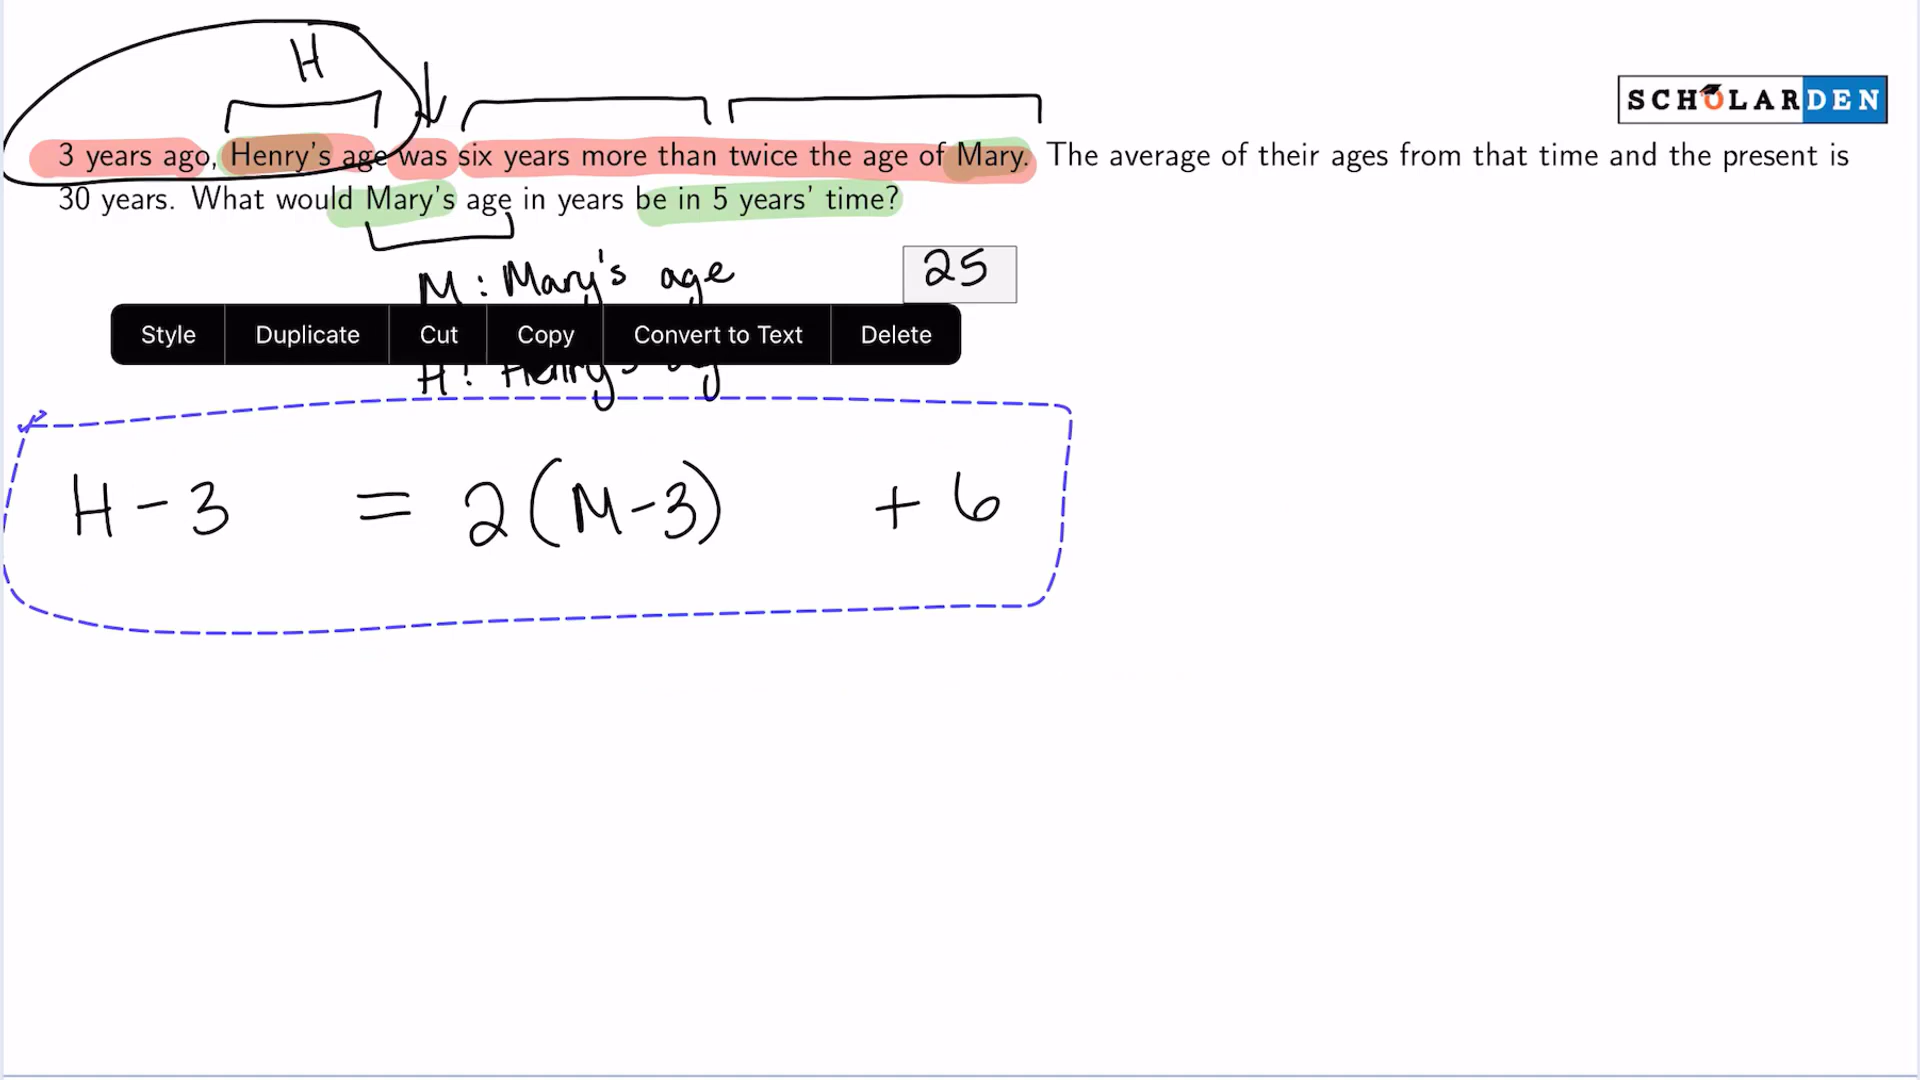 H
SCHOLARDEN
3 years ago, Henry's age was six years more than twice the age of Mary. The average of their ages from that time and the present is
30 years. What would Mary's age in years be in 5 years' time?
M : Mary's age
25
Style Duplicate Cut Copy Convert to Text Delete
H : Henry's
H - 3 = 2(M-3) + 6